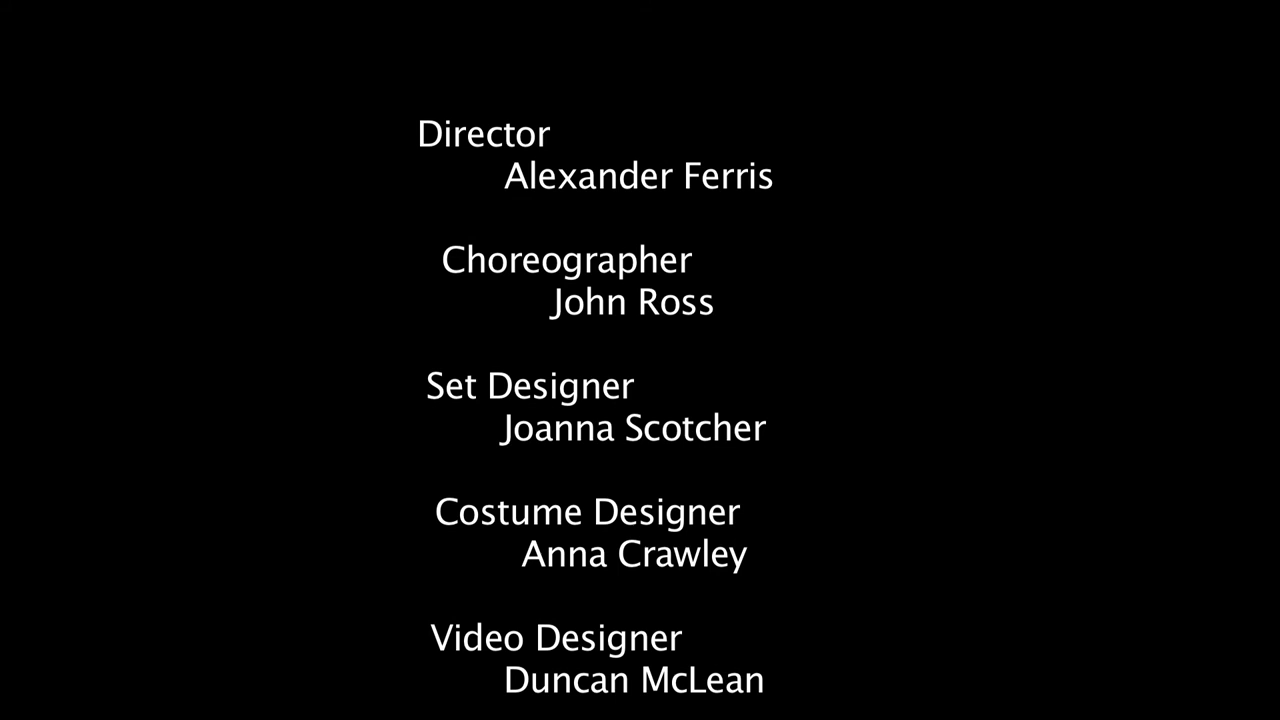 Director
Alexander Ferris
Choreographer
John Ross
Set Designer
Joanna Scotcher
Costume Designer
Anna Crawley
Video Designer
Duncan McLean